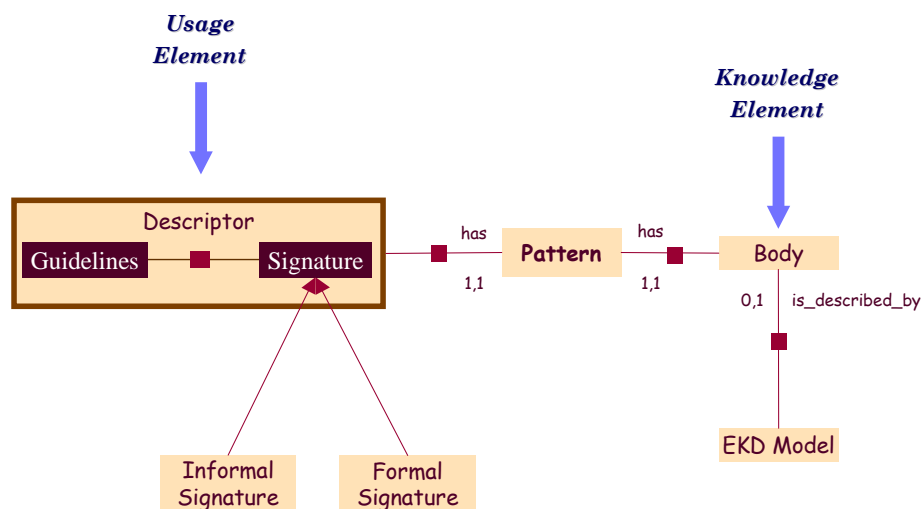 Usage
Element
Knowledge
Element
Descriptor
Guidelines
Signature
has
1,1
Pattern
has
1,1
Body
0,1
is_described_by
EKD Model
Informal
Signature
Formal
Signature